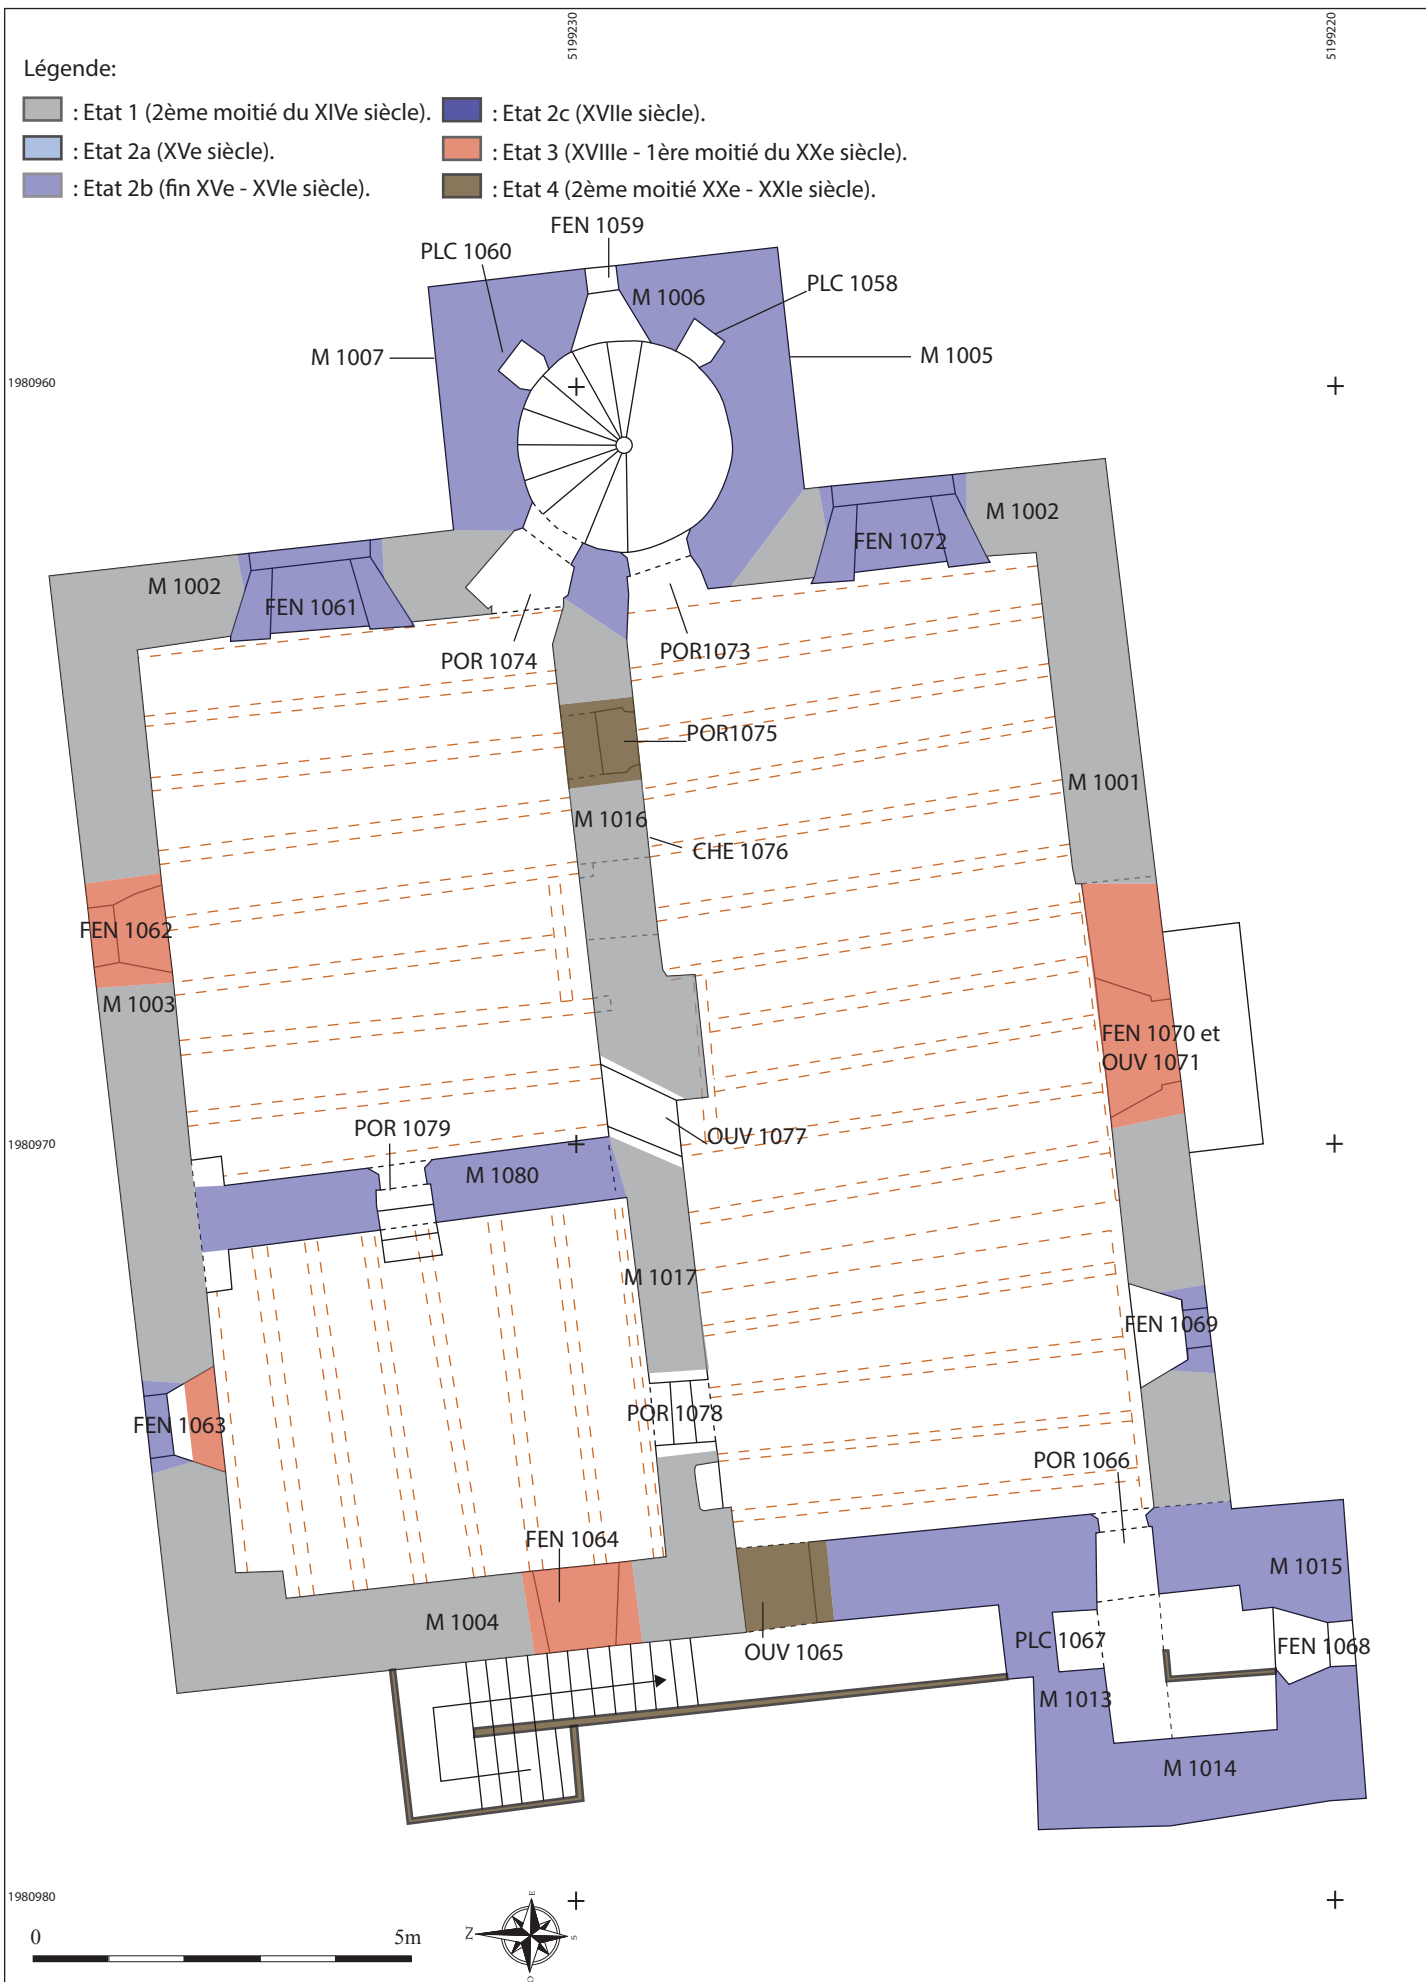 5199230
5199220
Légende:
: Etat 1 (2ème moitié du XIVe siècle).
: Etat 2a (XVe siècle).
: Etat 2b (fin XVe - XVIe siècle).
: Etat 2c (XVIIe siècle).
: Etat 3 (XVIIIe - 1ère moitié du XXe siècle).
: Etat 4 (2ème moitié XXe - XXIe siècle).
FEN 1059
PLC 1060
M 1006
PLC 1058
M 1007
M 1005
1980960
M 1002
FEN 1072
M 1002
FEN 1061
POR 1074
POR1073
POR1075
M 1001
M 1016
CHE 1076
FEN 1062
M 1003
FEN 1070 et
OUV 1071
POR 1079
OUV 1077
1980970
M 1080
M 1017
FEN 1069
FEN 1063
POR 1078
POR 1066
FEN 1064
M 1015
M 1004
OUV 1065
PLC 1067
FEN 1068
M 1013
M 1014
1980980
0
5m
E
Z
S
O